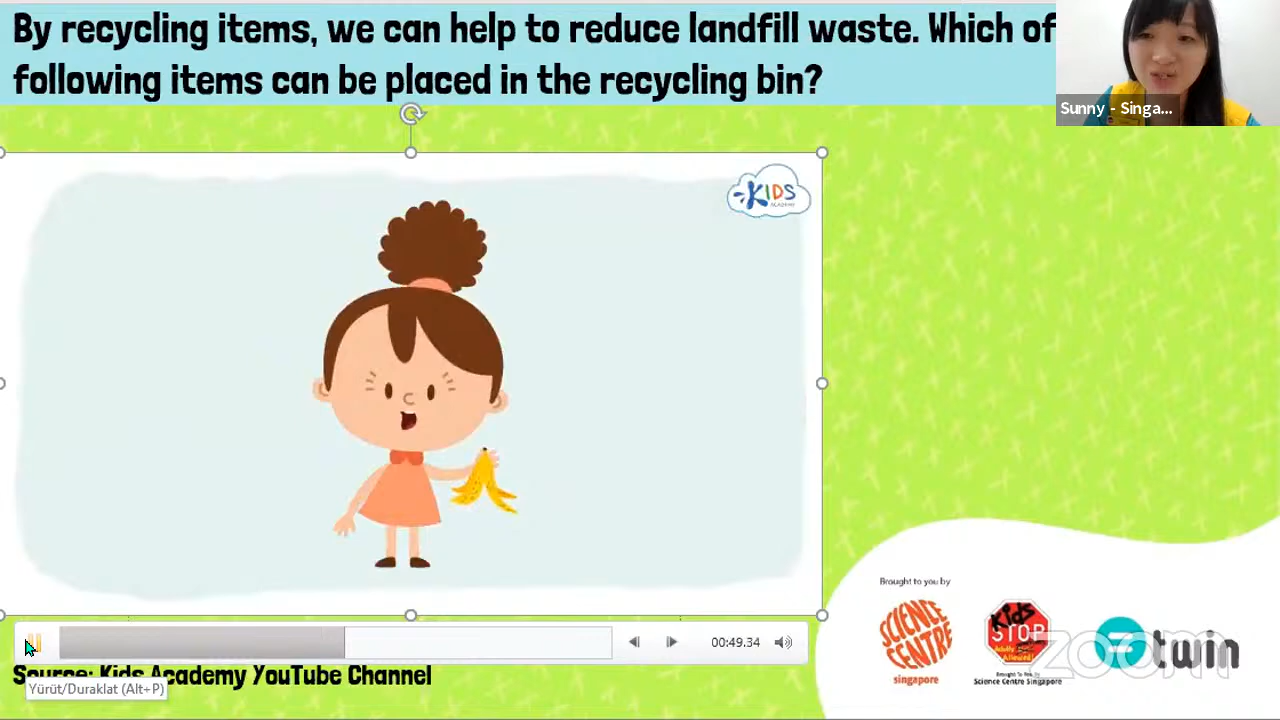 By recycling items, we can help to reduce landfill waste. Which of
following items can be placed in the recycling bin?
Sunny - Singa...
KIDS
ACADEMY
Brought to you by
SCIENCE
CENTRE
singapore
Kids
STOP
Science Centre Singapore
twin
zoom
00:49.34
Source: Kids Academy YouTube Channel
Yürüt/Duraklat (Alt+P)